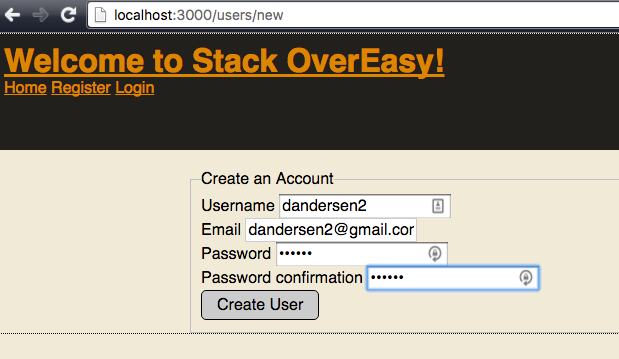 localhost:3000/users/new
Welcome to Stack OverEasy!
Home Register Login
Create an Account
Username dandersen2
Email dandersen2@gmail.cor
Password ••••••
Password confirmation ••••••
Create User